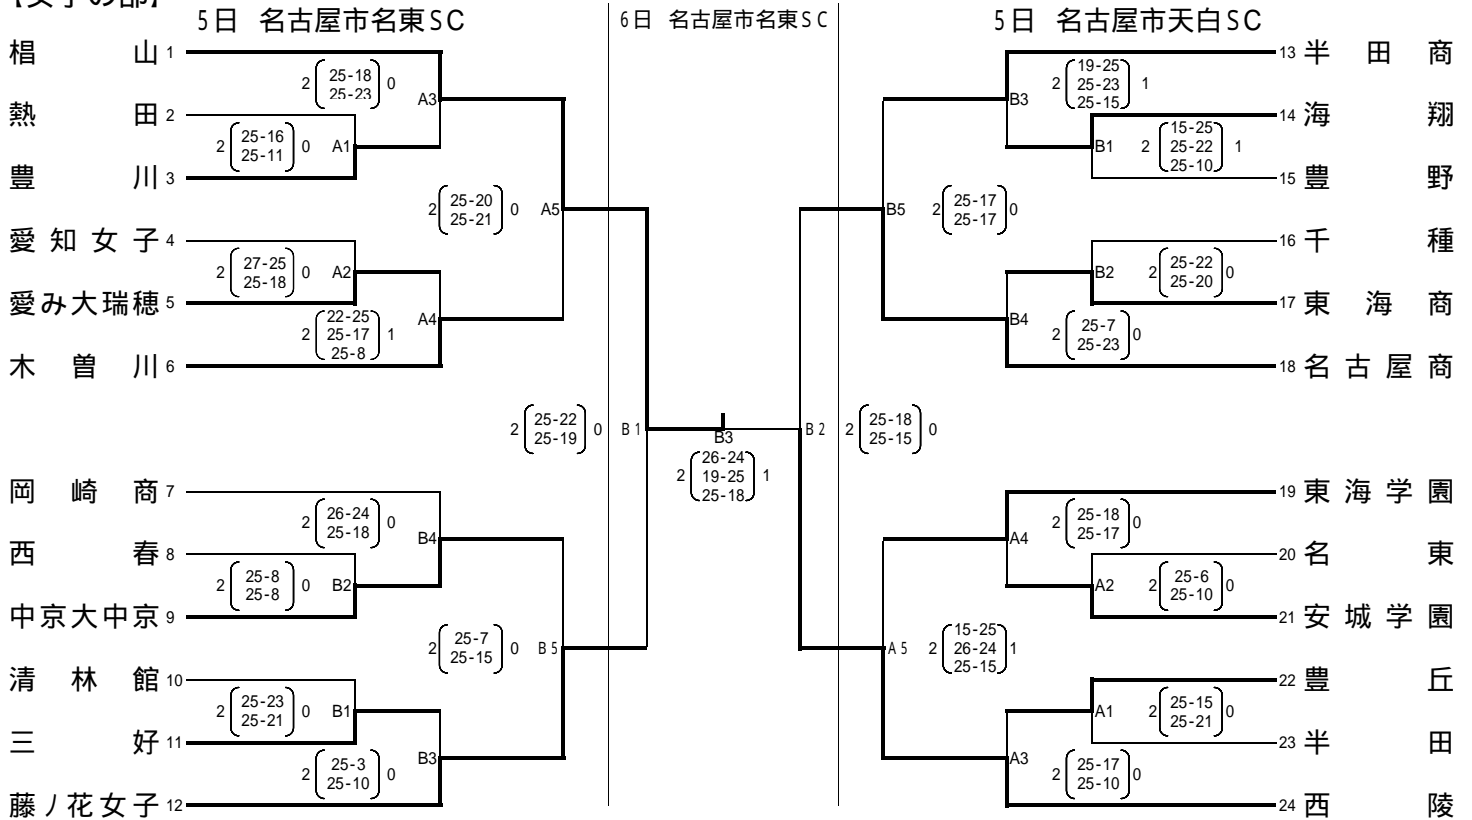 【女子の部】
5日 名古屋市名東SC
6日 名古屋市名東SC
5日 名古屋市天白SC
椙山 1
2 25-18 0
25-23
A3
熱田 2
2 25-16 0
25-11
A1
豊川 3
2 25-20 0
25-21
A5
愛知女子 4
2 27-25 0
25-18
A2
愛み大瑞穂 5
2 22-25 1
25-17
25-8
A4
木曽川 6
2 25-22 0
25-19
B1
岡崎商 7
2 26-24 0
25-18
B4
西春 8
2 25-8 0
25-8
B2
中京大中京 9
2 25-7 0
25-15
B5
清林館 10
2 25-23 0
25-21
B1
三好 11
2 25-3 0
25-10
B3
藤ノ花女子 12
B3
2 26-24 1
19-25
25-18
13 半田商
B3
2 19-25 1
25-23
25-15
14 海翔
B1
2 15-25 1
25-22
25-10
15 豊野
B5
2 25-17 0
25-17
16 千種
B2
2 25-22 0
25-20
17 東海商
B4
2 25-7 0
25-23
18 名古屋商
B2
2 25-18 0
25-15
19 東海学園
A4
2 25-18 0
25-17
20 名東
A2
2 25-6 0
25-10
21 安城学園
A5
2 15-25 1
26-24
25-15
22 豊丘
A1
2 25-15 0
25-21
23 半田
A3
2 25-17 0
25-10
24 西陵